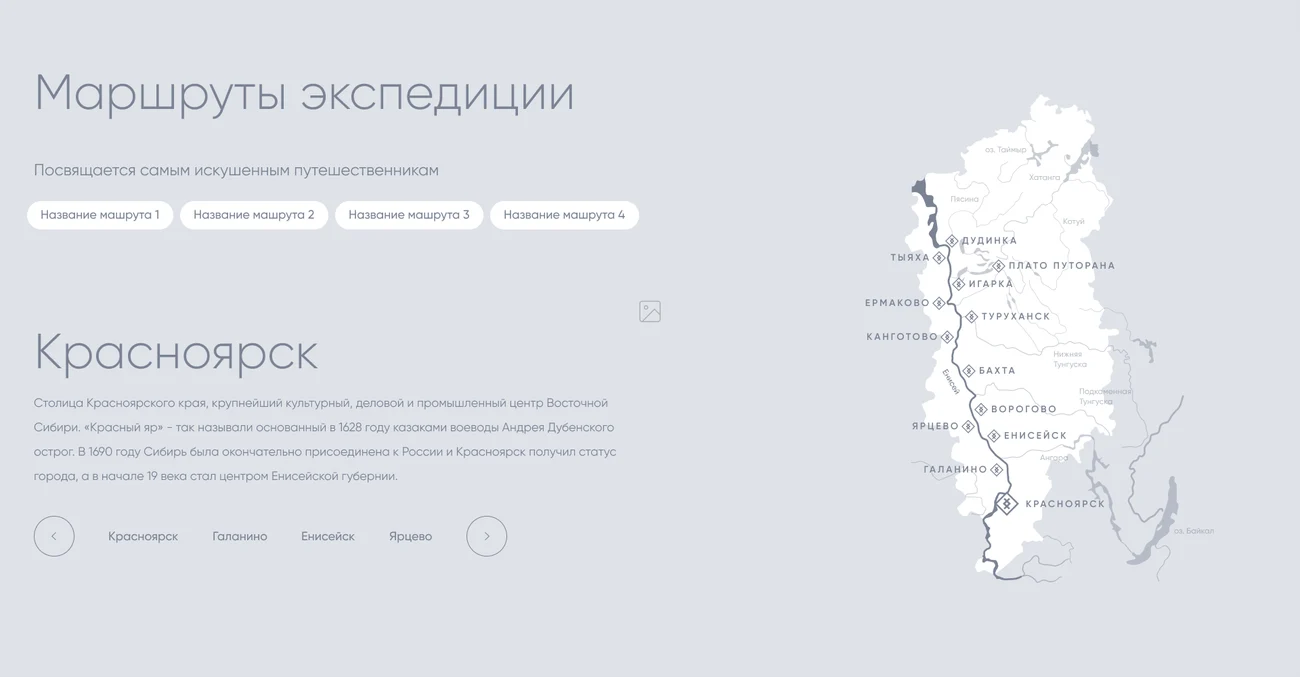 Маршруты экспедиции
Посвящается самым искушенным путешественникам
Название машрута 1
Название машрута 2
Название машрута 3
Название машрута 4
Красноярск
Столица Красноярского края, крупнейший культурный, деловой и промышленный центр Восточной
Сибири. «Красный яр» - так называли основанный в 1628 году казаками воеводы Андрея Дубенского
острог. В 1690 году Сибирь была окончательно присоединена к России и Красноярск получил статус
города, а в начале 19 века стал центром Енисейской губернии.
Красноярск
Галанино
Енисейск
Ярцево
оз. Таймыр
Хатанга
Пясина
Котуй
ДУДИНКА
ТЫЯХА
ПЛАТО ПУТОРАНА
ИГАРКА
ЕРМАКОВО
ТУРУХАНСК
КАНГОТОВО
Нижняя
Тунгуска
БАХТА
Енисей
Подкаменная
Тунгуска
ВОРОГОВО
ЯРЦЕВО
ЕНИСЕЙСК
Ангара
ГАЛАНИНО
КРАСНОЯРСК
оз. Байкал